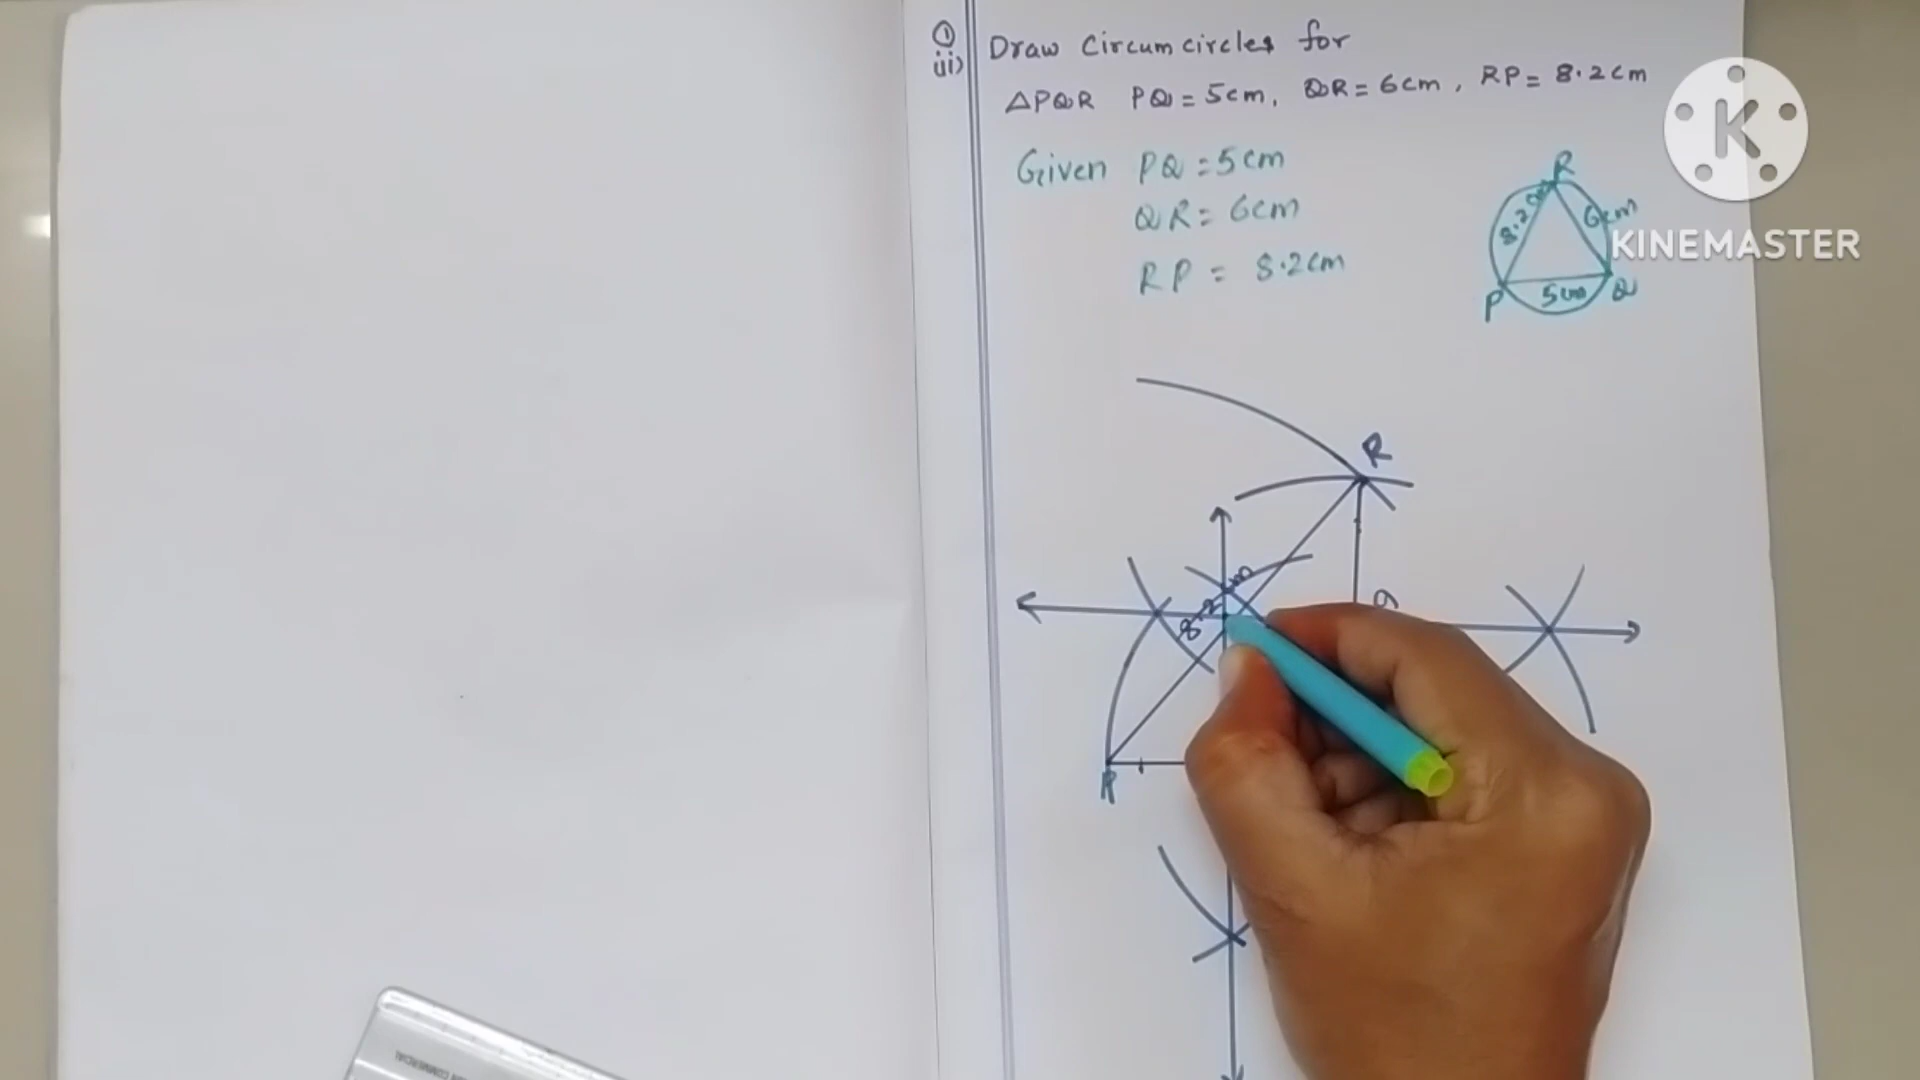 ① Draw Circumcircles for
iii) △PQR PQ = 5cm, QR = 6cm, RP = 8.2cm
Given PQ = 5cm
QR = 6cm
RP = 8.2cm
R
8.2cm
6cm
P
5cm
Q
K
KINEMASTER
R
8.2cm
P